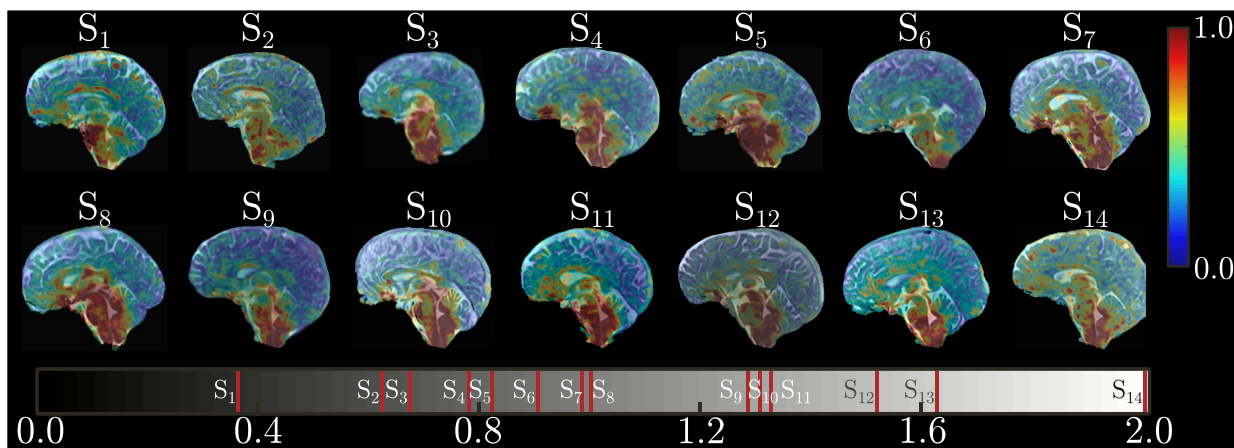 S₁ S₂ S₃ S₄ S₅ S₆ S₇ 1.0
0.0
S₈ S₉ S₁₀ S₁₁ S₁₂ S₁₃ S₁₄
S₁ S₂ S₃ S₄ S₅ S₆ S₇ S₈ S₉ S₁₀ S₁₁ S₁₂ S₁₃ S₁₄
0.0 0.4 0.8 1.2 1.6 2.0